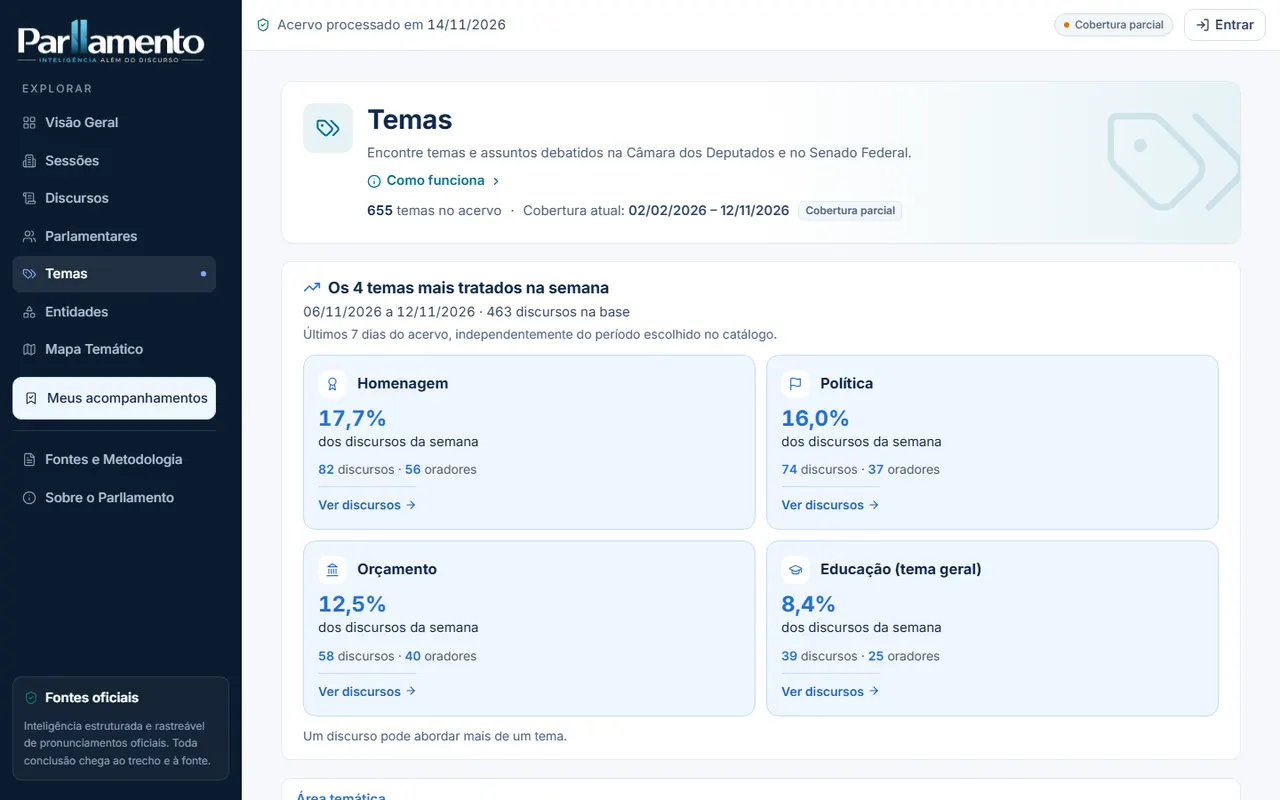 Parllamento
INTELIGÊNCIA ALÉM DO DISCURSO
EXPLORAR
Visão Geral
Sessões
Discursos
Parlamentares
Temas
Entidades
Mapa Temático
Meus acompanhamentos
Fontes e Metodologia
Sobre o Parllamento
Fontes oficiais
Inteligência estruturada e rastreável
de pronunciamentos oficiais. Toda
conclusão chega ao trecho e à fonte.
Acervo processado em 14/11/2026
Cobertura parcial
Entrar
Temas
Encontre temas e assuntos debatidos na Câmara dos Deputados e no Senado Federal.
Como funciona
655 temas no acervo · Cobertura atual: 02/02/2026 – 12/11/2026 Cobertura parcial
Os 4 temas mais tratados na semana
06/11/2026 a 12/11/2026 · 463 discursos na base
Últimos 7 dias do acervo, independentemente do período escolhido no catálogo.
Homenagem
17,7%
dos discursos da semana
82 discursos · 56 oradores
Ver discursos →
Política
16,0%
dos discursos da semana
74 discursos · 37 oradores
Ver discursos →
Orçamento
12,5%
dos discursos da semana
58 discursos · 40 oradores
Ver discursos →
Educação (tema geral)
8,4%
dos discursos da semana
39 discursos · 25 oradores
Ver discursos →
Um discurso pode abordar mais de um tema.
Área temática